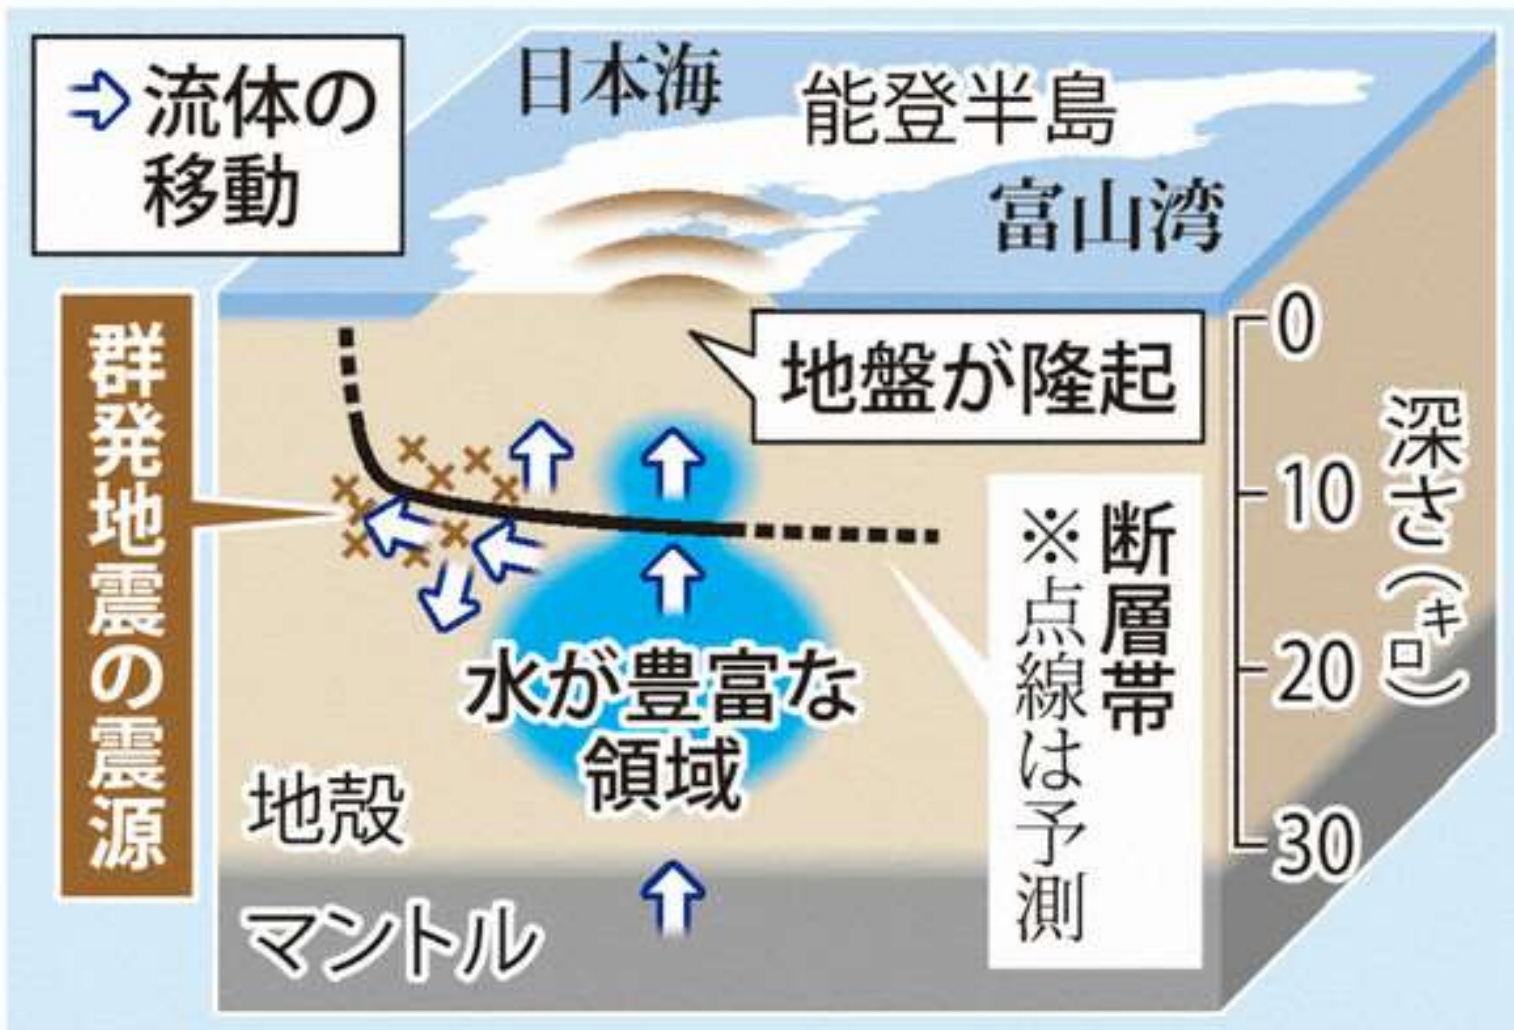 流体の
移動
日本海
能登半島
富山湾
群発地震の震源
地盤が隆起
断層帯
※点線は予測
水が豊富な
領域
地殻
マントル
0
10
20
30
深さ(キロ)